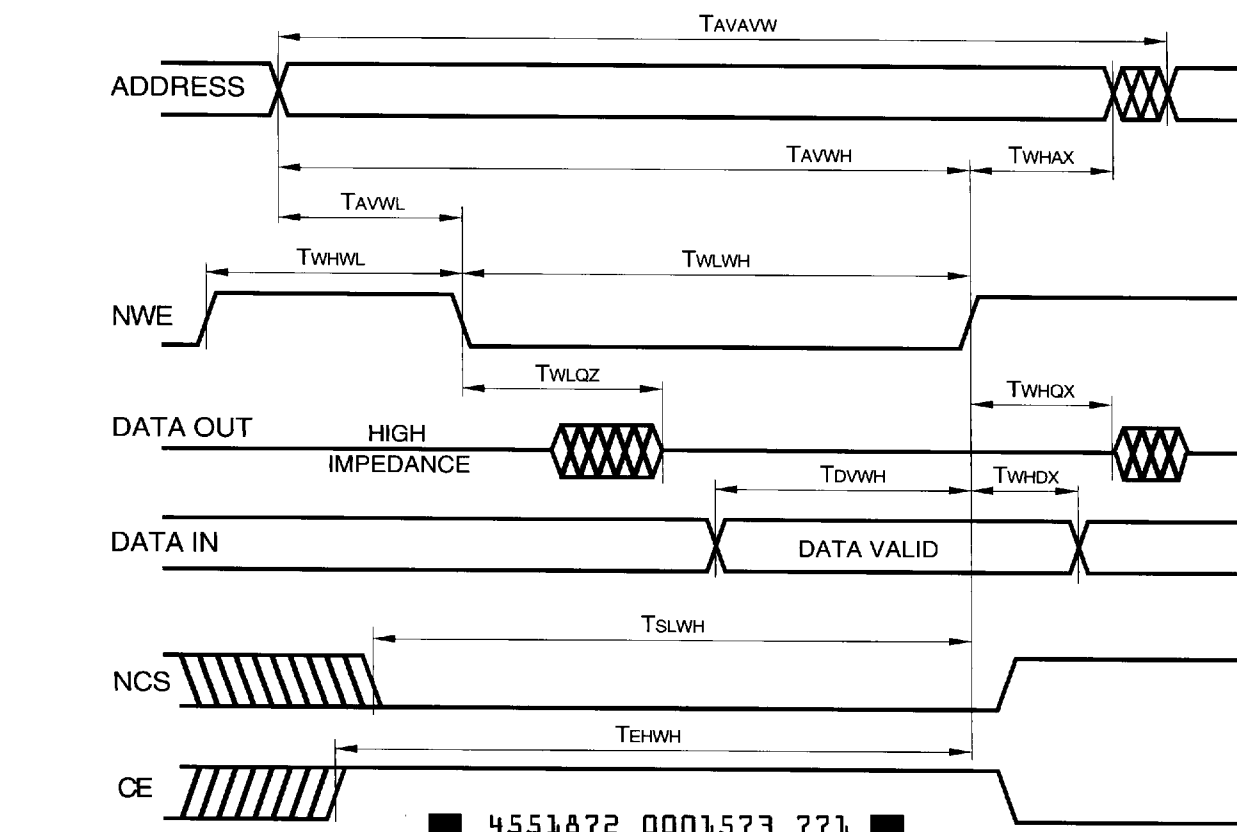 TAVAVW
ADDRESS
TAVWH
TWHAX
TAVWL
TWHWL
TWLWH
NWE
TWLQZ
TWHQX
DATA OUT
HIGH
IMPEDANCE
TDVWH
TWHDX
DATA IN
DATA VALID
TSLWH
NCS
TEHWH
CE
4551872 0001573 771